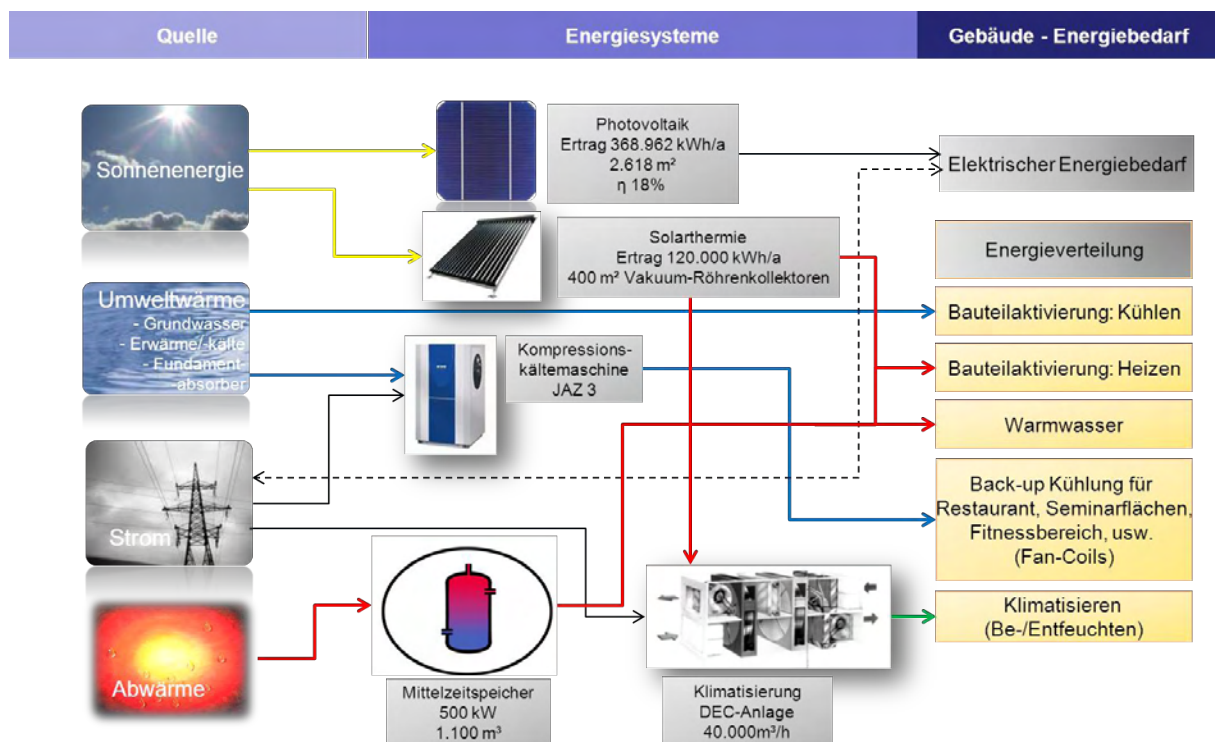 Quelle
Energiesysteme
Gebäude - Energiebedarf
Sonnenenergie
Photovoltaik
Ertrag 368.962 kWh/a
2.618 m²
η 18%
Elektrischer Energiebedarf
Solarthermie
Ertrag 120.000 kWh/a
400 m² Vakuum-Röhrenkollektoren
Energieverteilung
Umweltwärme
- Grundwasser
- Erwärme/-kälte
- Fundament-
-absorber
Bauteilaktivierung: Kühlen
Kompressions-
kältemaschine
JAZ 3
Bauteilaktivierung: Heizen
Warmwasser
Strom
Back-up Kühlung für
Restaurant, Seminarflächen,
Fitnessbereich, usw.
(Fan-Coils)
Abwärme
Mittelzeitspeicher
500 kW
1.100 m³
Klimatisierung
DEC-Anlage
40.000m³/h
Klimatisieren
(Be-/Entfeuchten)